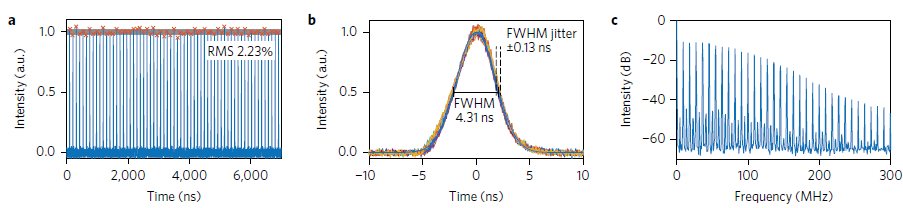 a
Intensity (a.u.)
1.0
0.5
0.0
RMS 2.23%
0
2,000
4,000
6,000
Time (ns)
b
Intensity (a.u.)
1.0
0.5
0.0
FWHM jitter
±0.13 ns
FWHM
4.31 ns
−10
−5
0
5
10
Time (ns)
c
Intensity (dB)
0
−20
−40
−60
0
100
200
300
Frequency (MHz)